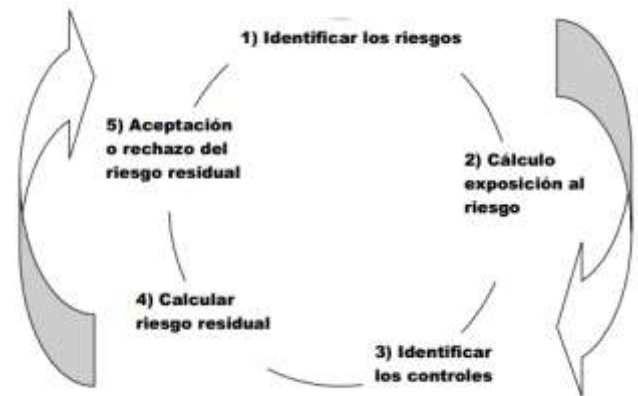 1) Identificar los riesgos
2) Cálculo
exposición al
riesgo
3) Identificar
los controles
4) Calcular
riesgo residual
5) Aceptación
o rechazo del
riesgo residual